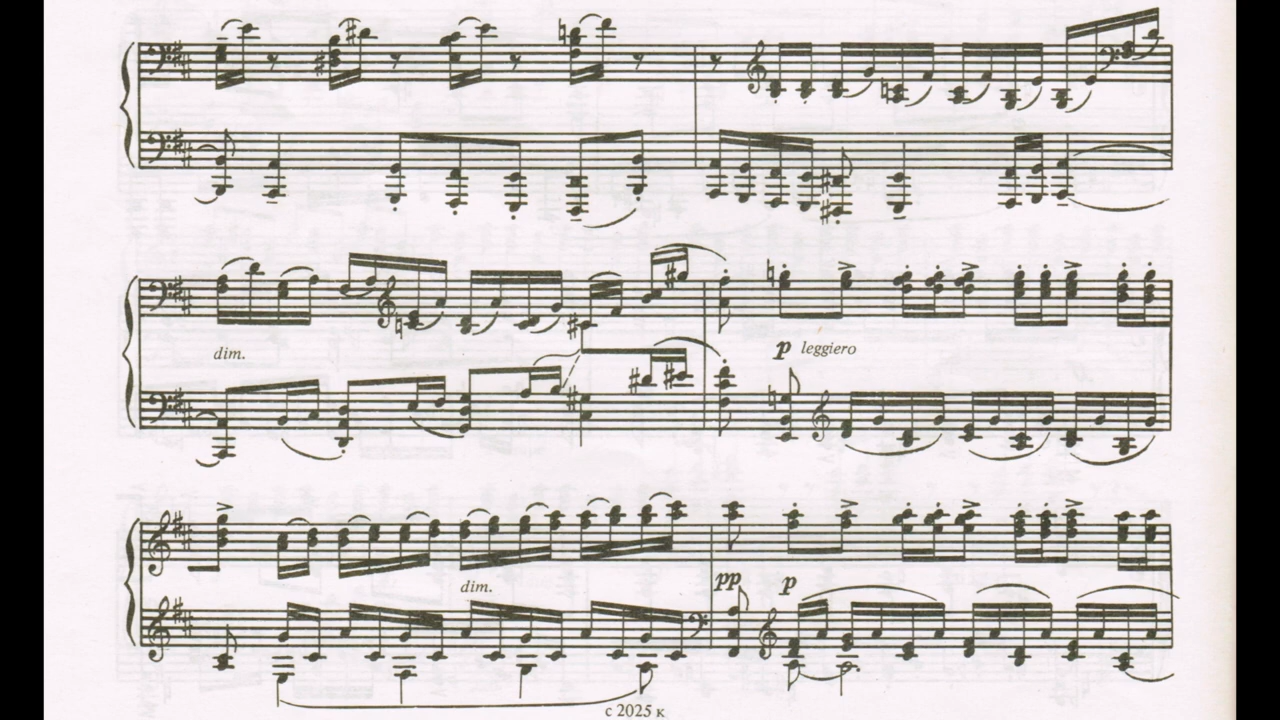 dim.
p leggiero
dim.
pp p
с 2025 к